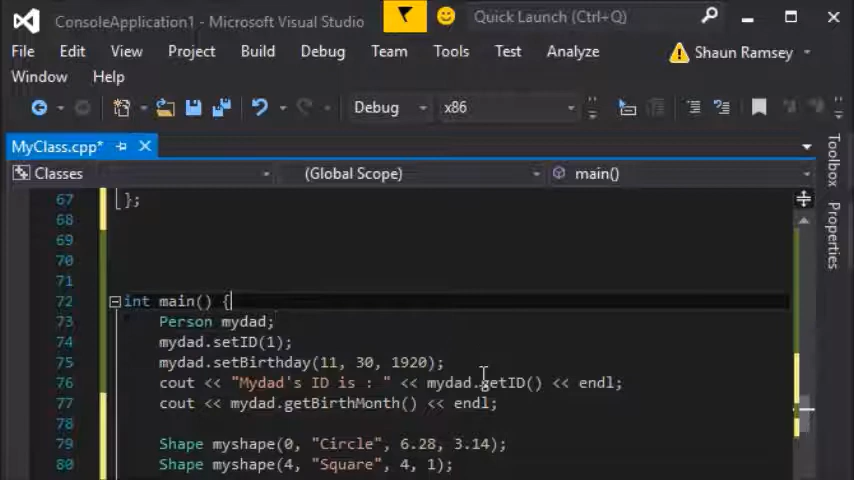 ConsoleApplication1 - Microsoft Visual Studio
Quick Launch (Ctrl+Q)
File Edit View Project Build Debug Team Tools Test Analyze Shaun Ramsey
Window Help
Debug x86
MyClass.cpp*
Classes (Global Scope) main()
Toolbox
Properties
67 };
68
69
70
71
72 int main() {
73 Person mydad;
74 mydad.setID(1);
75 mydad.setBirthday(11, 30, 1920);
76 cout << "Mydad's ID is : " << mydad.getID() << endl;
77 cout << mydad.getBirthMonth() << endl;
78
79 Shape myshape(0, "Circle", 6.28, 3.14);
80 Shape myshape(4, "Square", 4, 1);